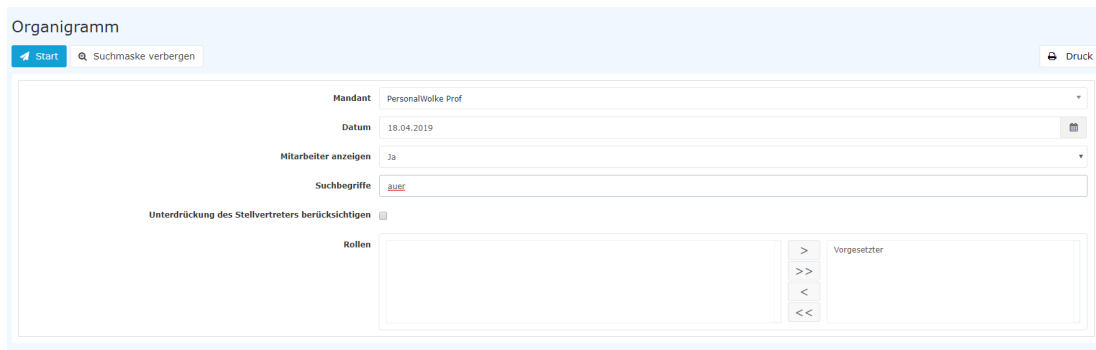 Organigramm
Start
Suchmaske verbergen
Druck
Mandant PersonalWolke Prof
Datum 18.04.2019
Mitarbeiter anzeigen Ja
Suchbegriffe auer
Unterdrückung des Stellvertreters berücksichtigen
Rollen > Vorgesetzter
>>
<
<<